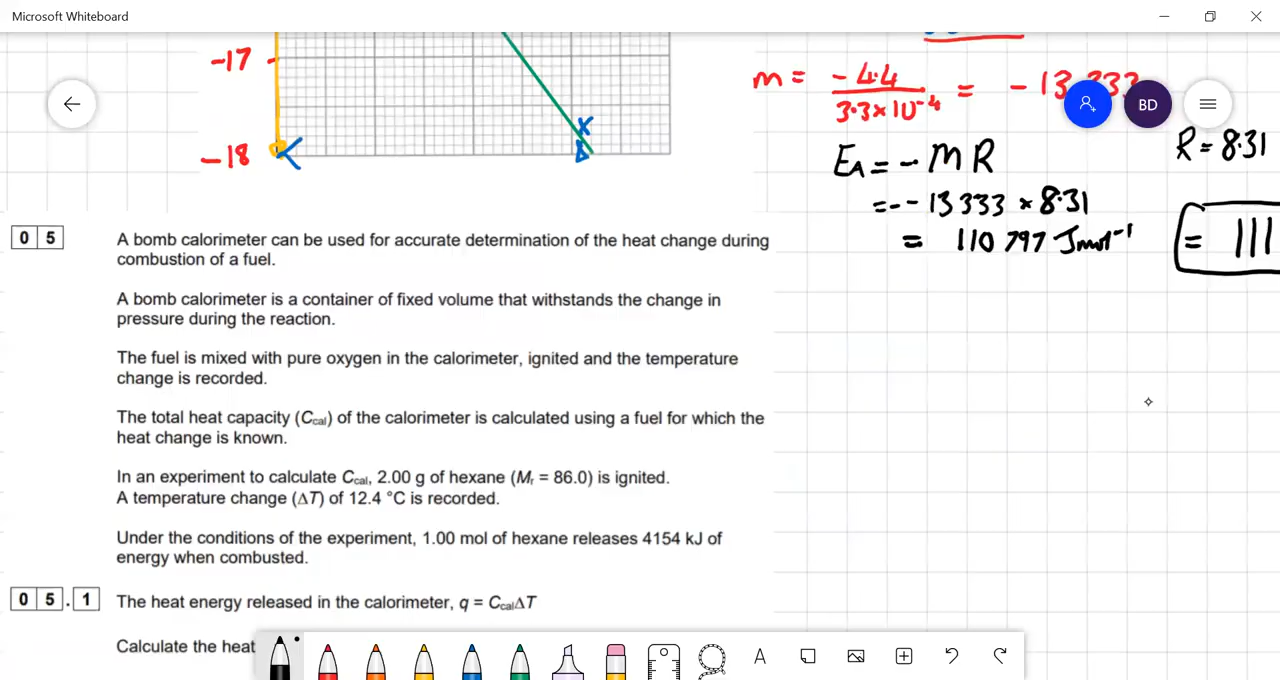 Microsoft Whiteboard
-17
-18
m = -4.4 / 3.3×10⁻⁴ = -13333
BD
R = 8.31
EA = -MR
= -- 13333 × 8.31
= 110 797 Jmol⁻¹
= 111
0 5
A bomb calorimeter can be used for accurate determination of the heat change during
combustion of a fuel.
A bomb calorimeter is a container of fixed volume that withstands the change in
pressure during the reaction.
The fuel is mixed with pure oxygen in the calorimeter, ignited and the temperature
change is recorded.
The total heat capacity (Ccal) of the calorimeter is calculated using a fuel for which the
heat change is known.
In an experiment to calculate Ccal, 2.00 g of hexane (Mr = 86.0) is ignited.
A temperature change (ΔT) of 12.4 °C is recorded.
Under the conditions of the experiment, 1.00 mol of hexane releases 4154 kJ of
energy when combusted.
0 5 . 1 The heat energy released in the calorimeter, q = CcalΔT
Calculate the heat
A